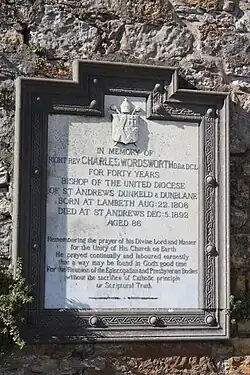 IN MEMORY OF
RGHT REV CHARLES WORDSWORTH D.D. & D.C.L
FOR FORTY YEARS
BISHOP OF THE UNITED DIOCESE
OF ST ANDREWS DUNKELD & DUNBLANE
BORN AT LAMBETH AUG: 22. 1806
DIED AT ST ANDREWS DEC: 5. 1892
AGED 86
Remembering the prayer of his Divine Lord and Master
for the Unity of His Church on Earth
He prayed continually and laboured earnestly
that a way may be found in God's good time
For the Reunion of the Episcopalian and Presbyterian Bodies
without the sacrifice of Catholic principle
or Scriptural Truth